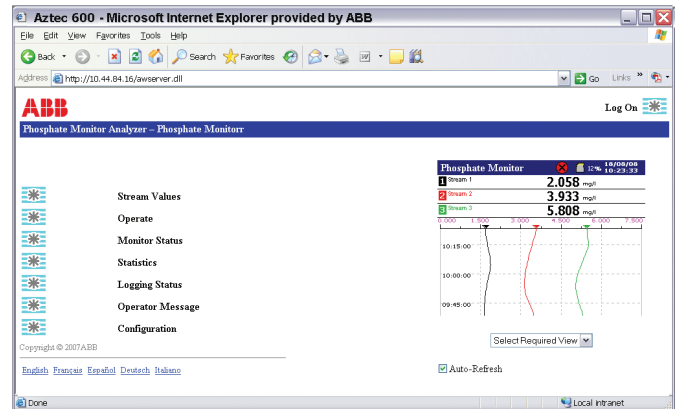 Aztec 600 - Microsoft Internet Explorer provided by ABB
File Edit View Favorites Tools Help
Back Search Favorites
Address http://10.44.84.16/awserver.dll Go Links »
ABB
Log On
Phosphate Monitor Analyzer – Phosphate Monitorr
Phosphate Monitor 12% 18/08/08
10:23:33
1 Stream 1 2.058 mg/l
2 Stream 2 3.933 mg/l
3 Stream 3 5.808 mg/l
0.000 1.500 3.000 4.500 6.000 7.500
10:15:00
10:00:00
09:45:00
Stream Values
Operate
Monitor Status
Statistics
Logging Status
Operator Message
Configuration
Select Required View
Auto-Refresh
Copyright © 2007ABB
English Français Español Deutsch Italiano
Done Local intranet